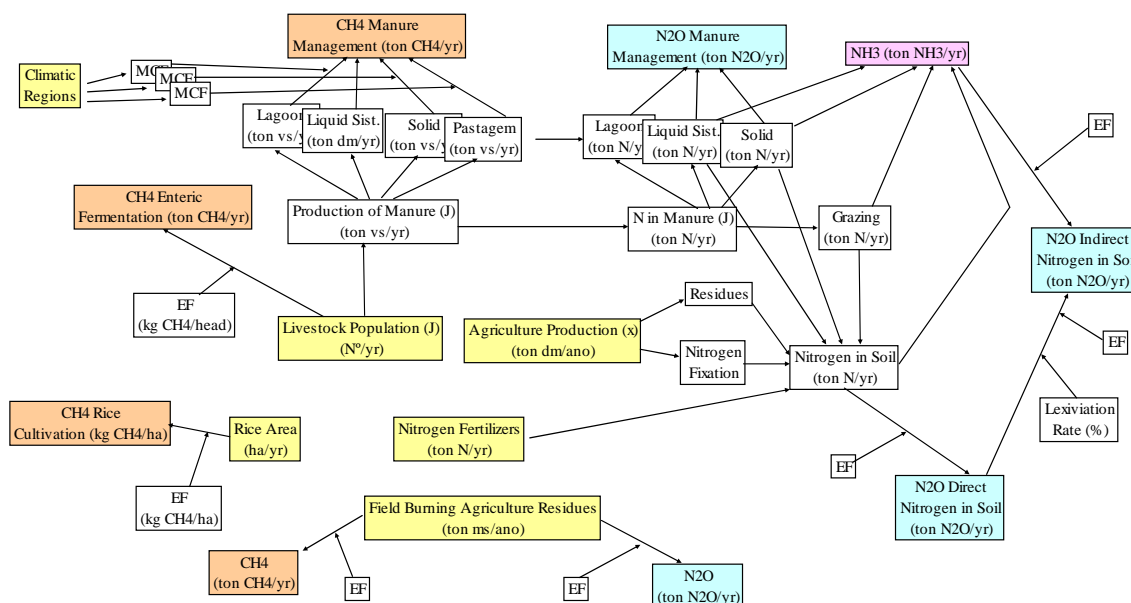 CH4 Manure
Management (ton CH4/yr)
N2O Manure
Management (ton N2O/yr)
NH3 (ton NH3/yr)
Climatic
Regions
MCF
MCF
MCF
EF
Lagoon
(ton vs/yr)
Liquid Sist.
(ton dm/yr)
Solid
(ton vs/y
Pastagem
(ton vs/yr)
Lagoon
(ton N/y
Liquid Sist.
(ton N/yr)
Solid
(ton N/yr)
CH4 Enteric
Fermentation (ton CH4/yr)
Production of Manure (J)
(ton vs/yr)
N in Manure (J)
(ton N/yr)
Grazing
(ton N/yr)
N2O Indirect
Nitrogen in So
(ton N2O/yr)
EF
(kg CH4/head)
Livestock Population (J)
(Nº/yr)
Agriculture Production (x)
(ton dm/ano)
Residues
Nitrogen
Fixation
Nitrogen in Soil
(ton N/yr)
EF
CH4 Rice
Cultivation (kg CH4/ha)
Rice Area
(ha/yr)
Nitrogen Fertilizers
(ton N/yr)
Lexiviation
Rate (%)
EF
EF
(kg CH4/ha)
N2O Direct
Nitrogen in Soil
(ton N2O/yr)
Field Burning Agriculture Residues
(ton ms/ano)
CH4
(ton CH4/yr)
EF
EF
N2O
(ton N2O/yr)